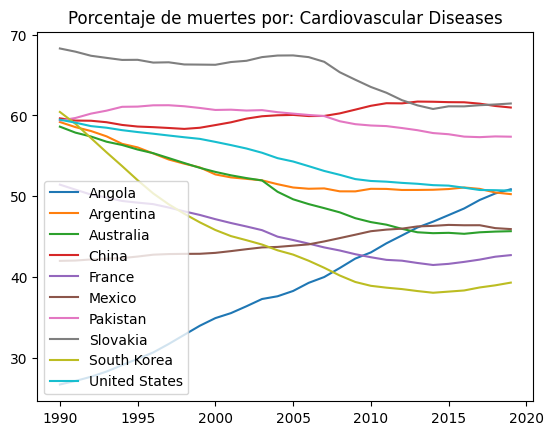 Porcentaje de muertes por: Cardiovascular Diseases
70
60
50
40
30
Angola
Argentina
Australia
China
France
Mexico
Pakistan
Slovakia
South Korea
United States
1990
1995
2000
2005
2010
2015
2020